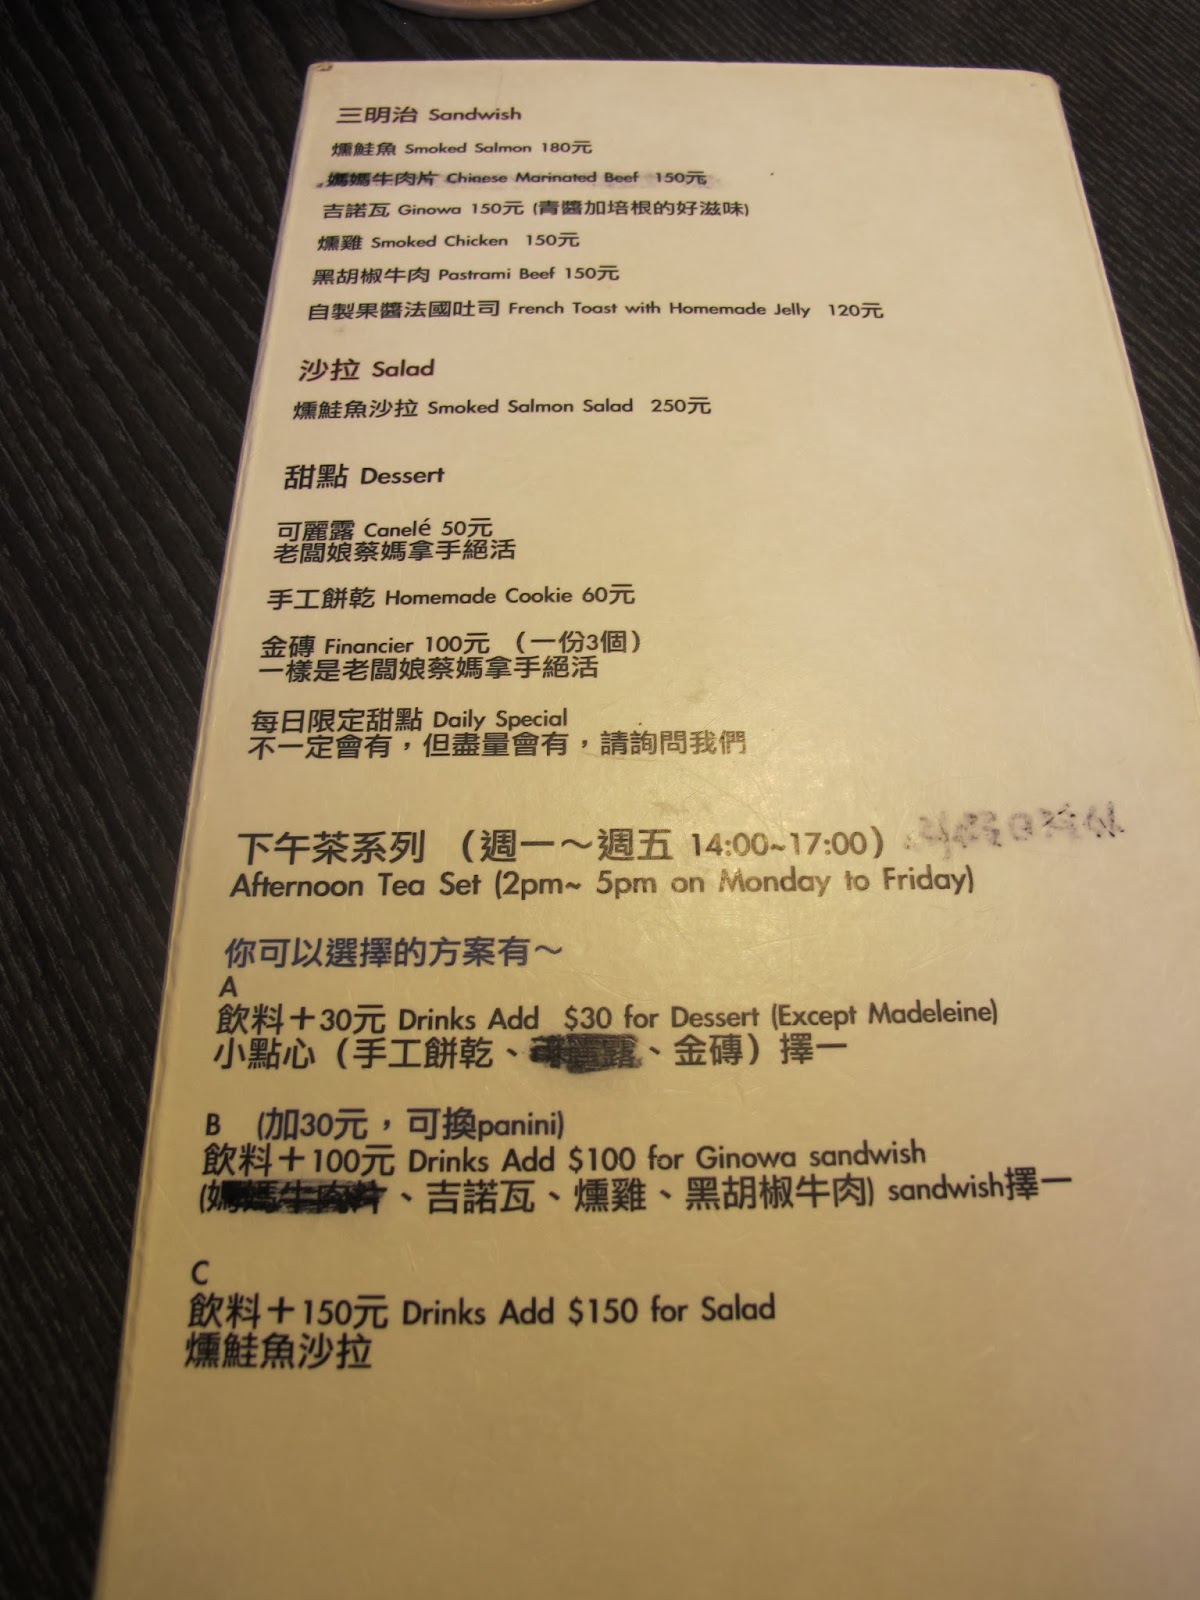 三明治 Sandwish
燻鮭魚 Smoked Salmon 180元
媽媽牛肉片 Chinese Marinated Beef 150元
吉諾瓦 Ginowa 150元 (青醬加培根的好滋味)
燻雞 Smoked Chicken 150元
黑胡椒牛肉 Pastrami Beef 150元
自製果醬法國吐司 French Toast with Homemade Jelly 120元
沙拉 Salad
燻鮭魚沙拉 Smoked Salmon Salad 250元
甜點 Dessert
可麗露 Canelé 50元
老闆娘蔡媽拿手絕活
手工餅乾 Homemade Cookie 60元
金磚 Financier 100元 （一份3個）
一樣是老闆娘蔡媽拿手絕活
每日限定甜點 Daily Special
不一定會有，但盡量會有，請詢問我們
下午茶系列 （週一～週五 14:00~17:00）
Afternoon Tea Set (2pm~ 5pm on Monday to Friday)
你可以選擇的方案有～
A
飲料＋30元 Drinks Add $30 for Dessert (Except Madeleine)
小點心（手工餅乾、、金磚）擇一
B (加30元，可換panini)
飲料＋100元 Drinks Add $100 for Ginowa sandwish
(媽媽牛肉片、吉諾瓦、燻雞、黑胡椒牛肉) sandwish擇一
C
飲料＋150元 Drinks Add $150 for Salad
燻鮭魚沙拉